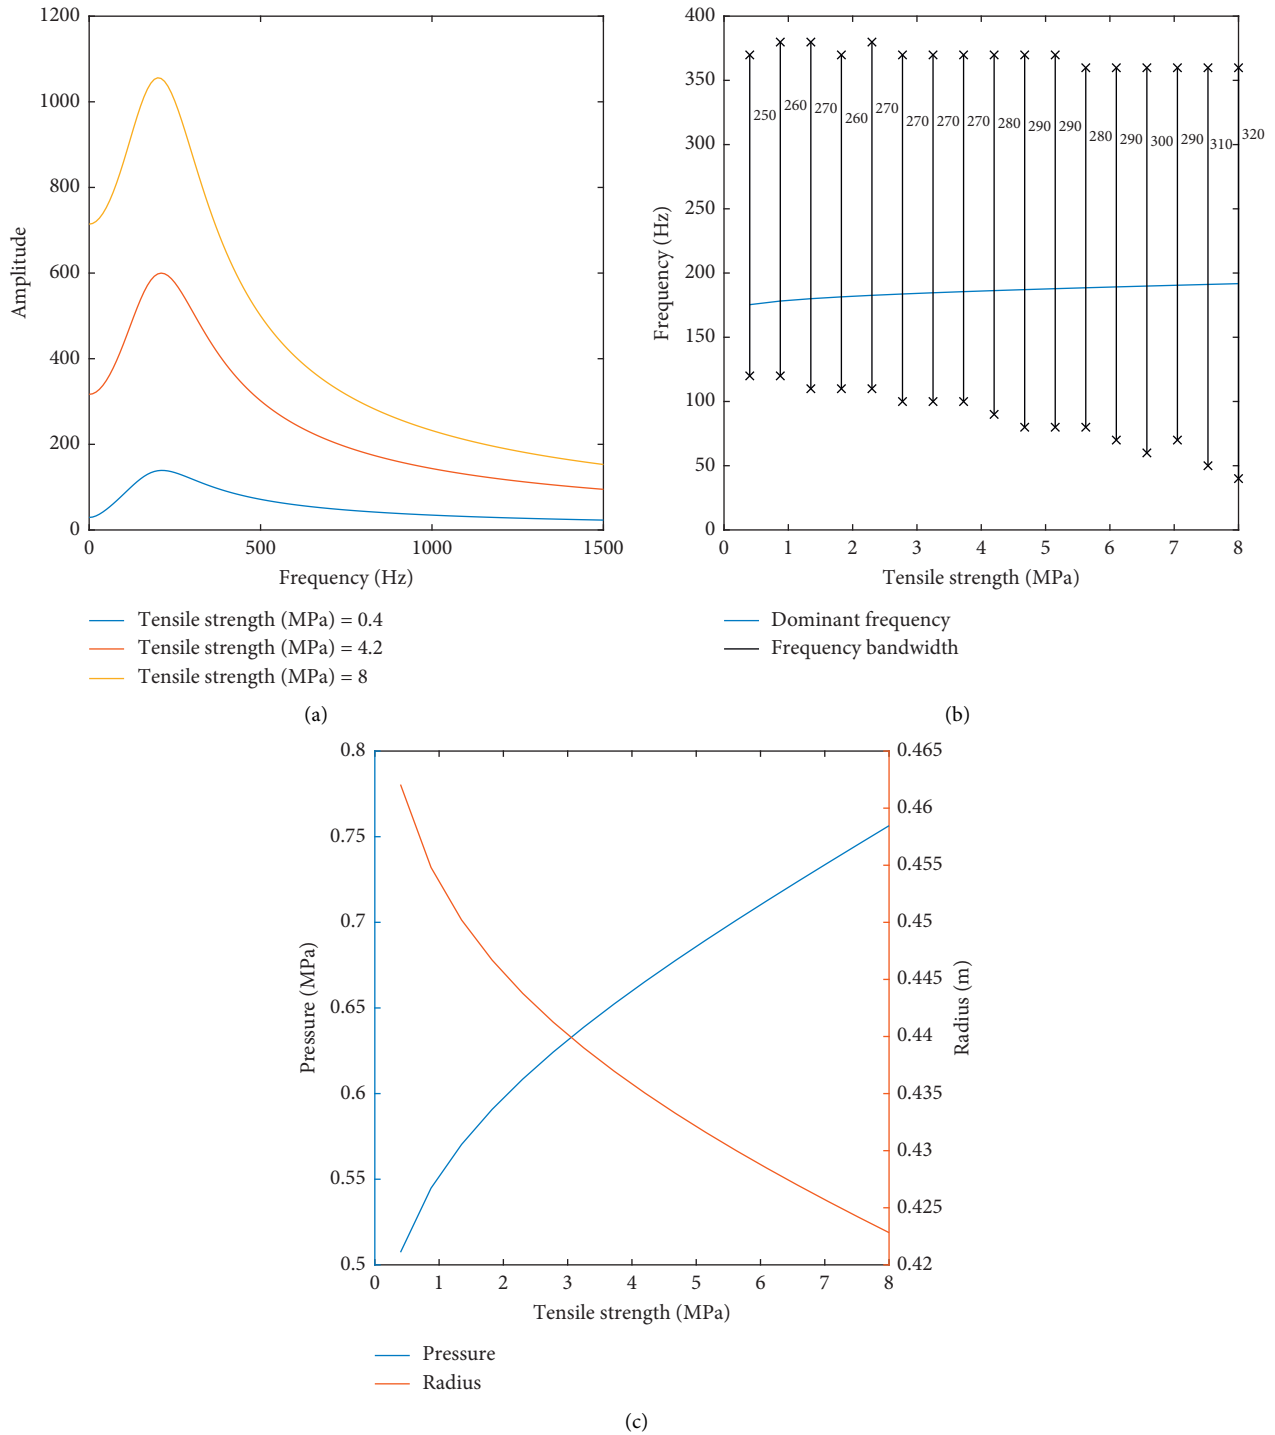 1200
1000
800
600
400
200
0
Amplitude
0 500 1000 1500
Frequency (Hz)
Tensile strength (MPa) = 0.4
Tensile strength (MPa) = 4.2
Tensile strength (MPa) = 8
(a)
400
350
300
250
200
150
100
50
0
Frequency (Hz)
250 260 270 260 270 270 270 270 280 290 290 280 290 300 290 310 320
0 1 2 3 4 5 6 7 8
Tensile strength (MPa)
Dominant frequency
Frequency bandwidth
(b)
0.8
0.75
0.7
0.65
0.6
0.55
0.5
Pressure (MPa)
0.465
0.46
0.455
0.45
0.445
0.440
0.435
0.43
0.425
0.42
Radius (m)
0 1 2 3 4 5 6 7 8
Tensile strength (MPa)
Pressure
Radius
(c)